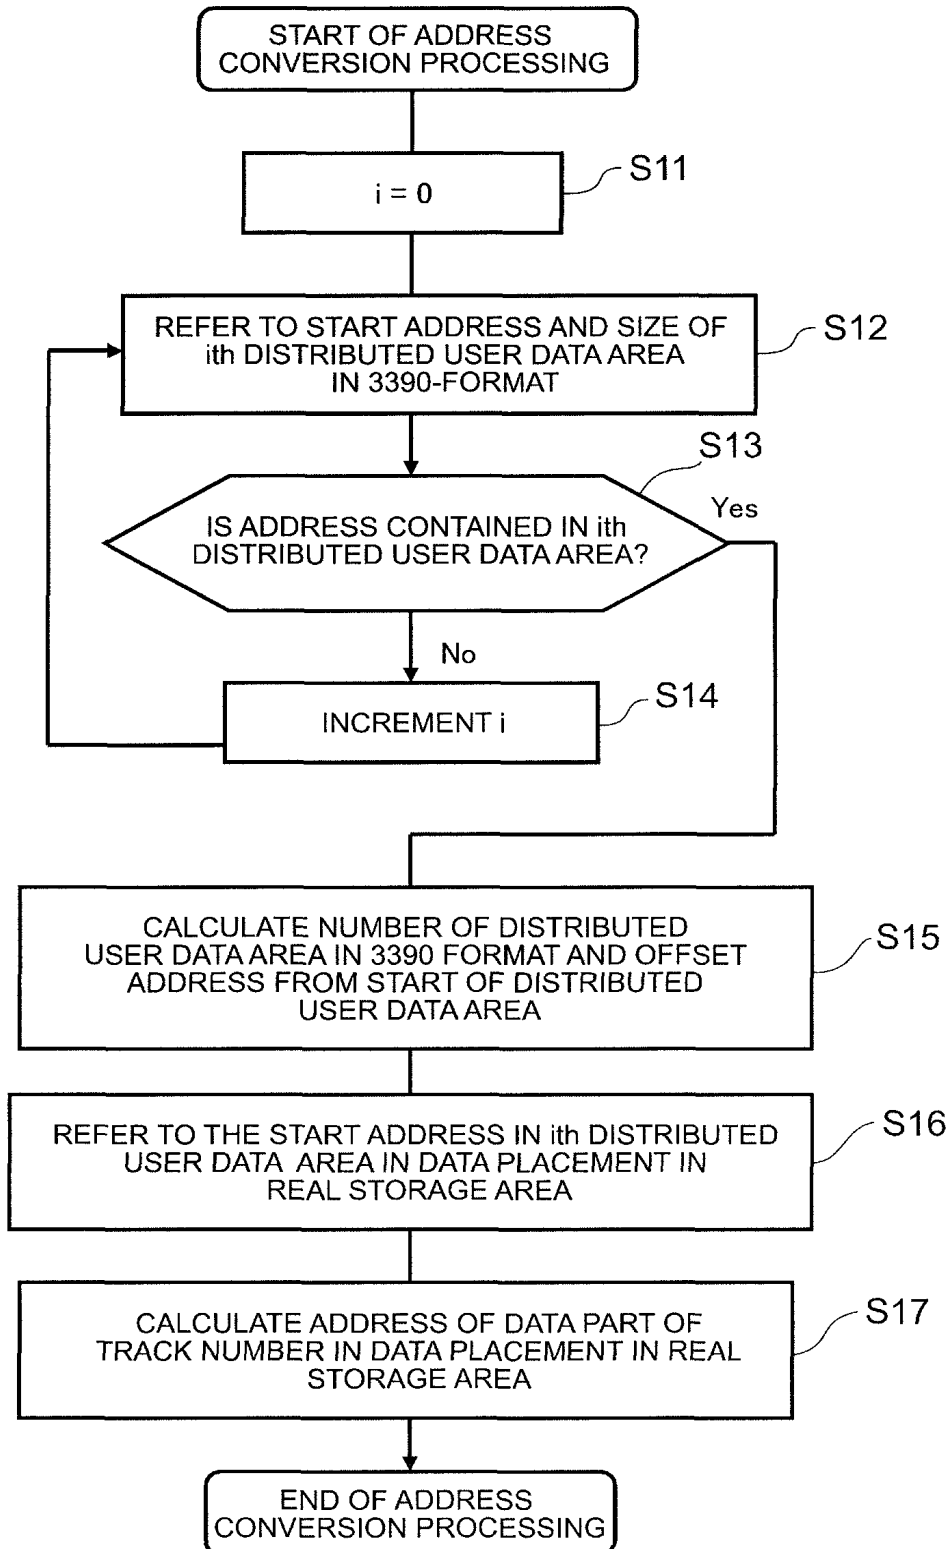 START OF ADDRESS
CONVERSION PROCESSING
S11
i = 0
S12
REFER TO START ADDRESS AND SIZE OF
ith DISTRIBUTED USER DATA AREA
IN 3390-FORMAT
S13
Yes
IS ADDRESS CONTAINED IN ith
DISTRIBUTED USER DATA AREA?
No
S14
INCREMENT i
S15
CALCULATE NUMBER OF DISTRIBUTED
USER DATA AREA IN 3390 FORMAT AND OFFSET
ADDRESS FROM START OF DISTRIBUTED
USER DATA AREA
S16
REFER TO THE START ADDRESS IN ith DISTRIBUTED
USER DATA AREA IN DATA PLACEMENT IN
REAL STORAGE AREA
S17
CALCULATE ADDRESS OF DATA PART OF
TRACK NUMBER IN DATA PLACEMENT IN REAL
STORAGE AREA
END OF ADDRESS
CONVERSION PROCESSING